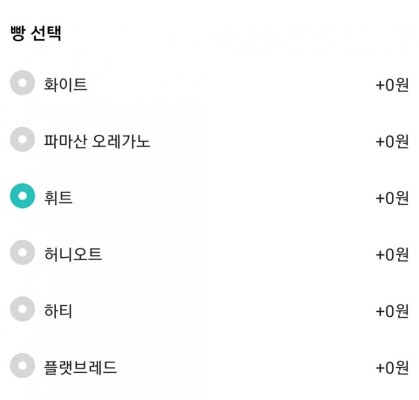 빵 선택
화이트 +0원
파마산 오레가노 +0원
휘트 +0원
허니오트 +0원
하티 +0원
플랫브레드 +0원